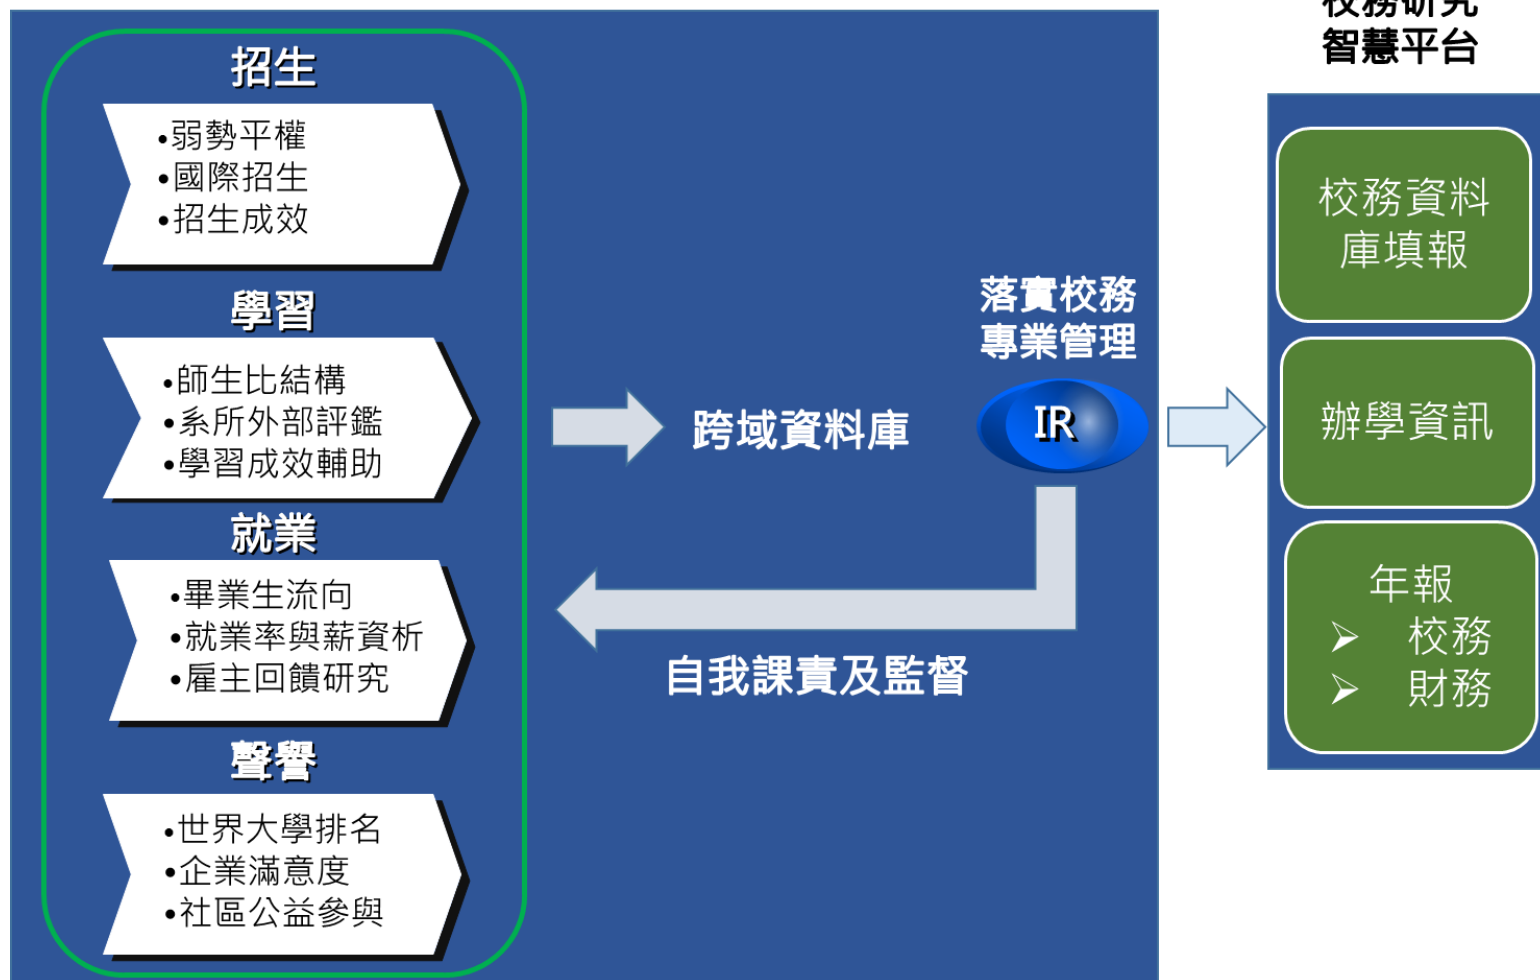 招生
•弱勢平權
•國際招生
•招生成效
學習
•師生比結構
•系所外部評鑑
•學習成效輔助
就業
•畢業生流向
•就業率與薪資析
•雇主回饋研究
聲譽
•世界大學排名
•企業滿意度
•社區公益參與
跨域資料庫
落實校務
專業管理
IR
自我課責及監督
校務研究
智慧平台
校務資料
庫填報
辦學資訊
年報
➢ 校務
➢ 財務